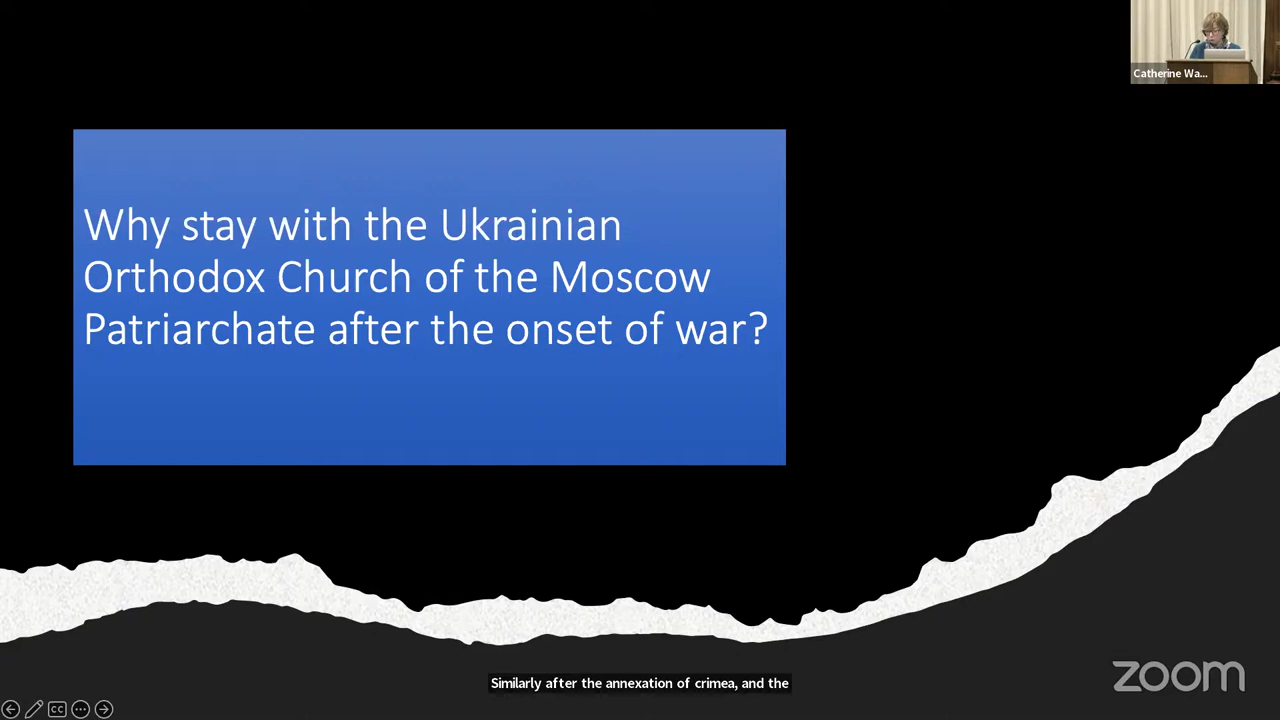 Catherine Wa...
Why stay with the Ukrainian
Orthodox Church of the Moscow
Patriarchate after the onset of war?
Similarly after the annexation of crimea, and the
zoom
CC